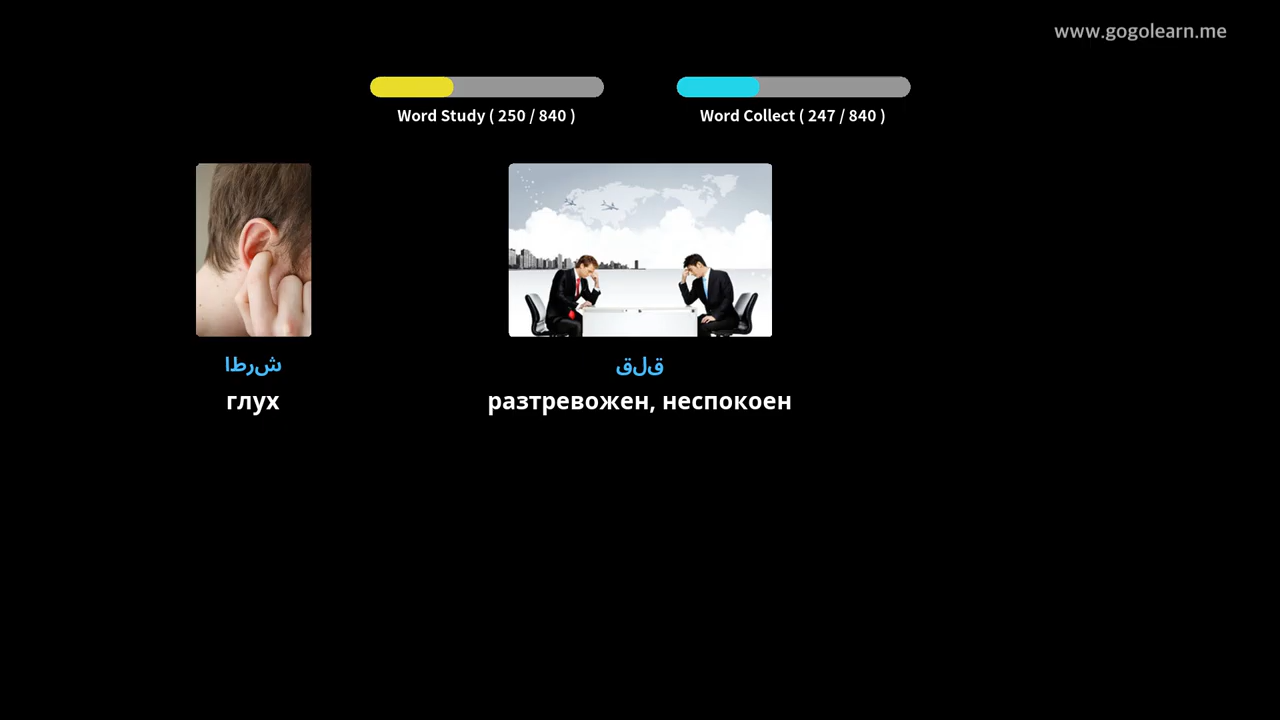 www.gogolearn.me
Word Study ( 250 / 840 )
Word Collect ( 247 / 840 )
شرطا
глух
قلق
разтревожен, неспокоен